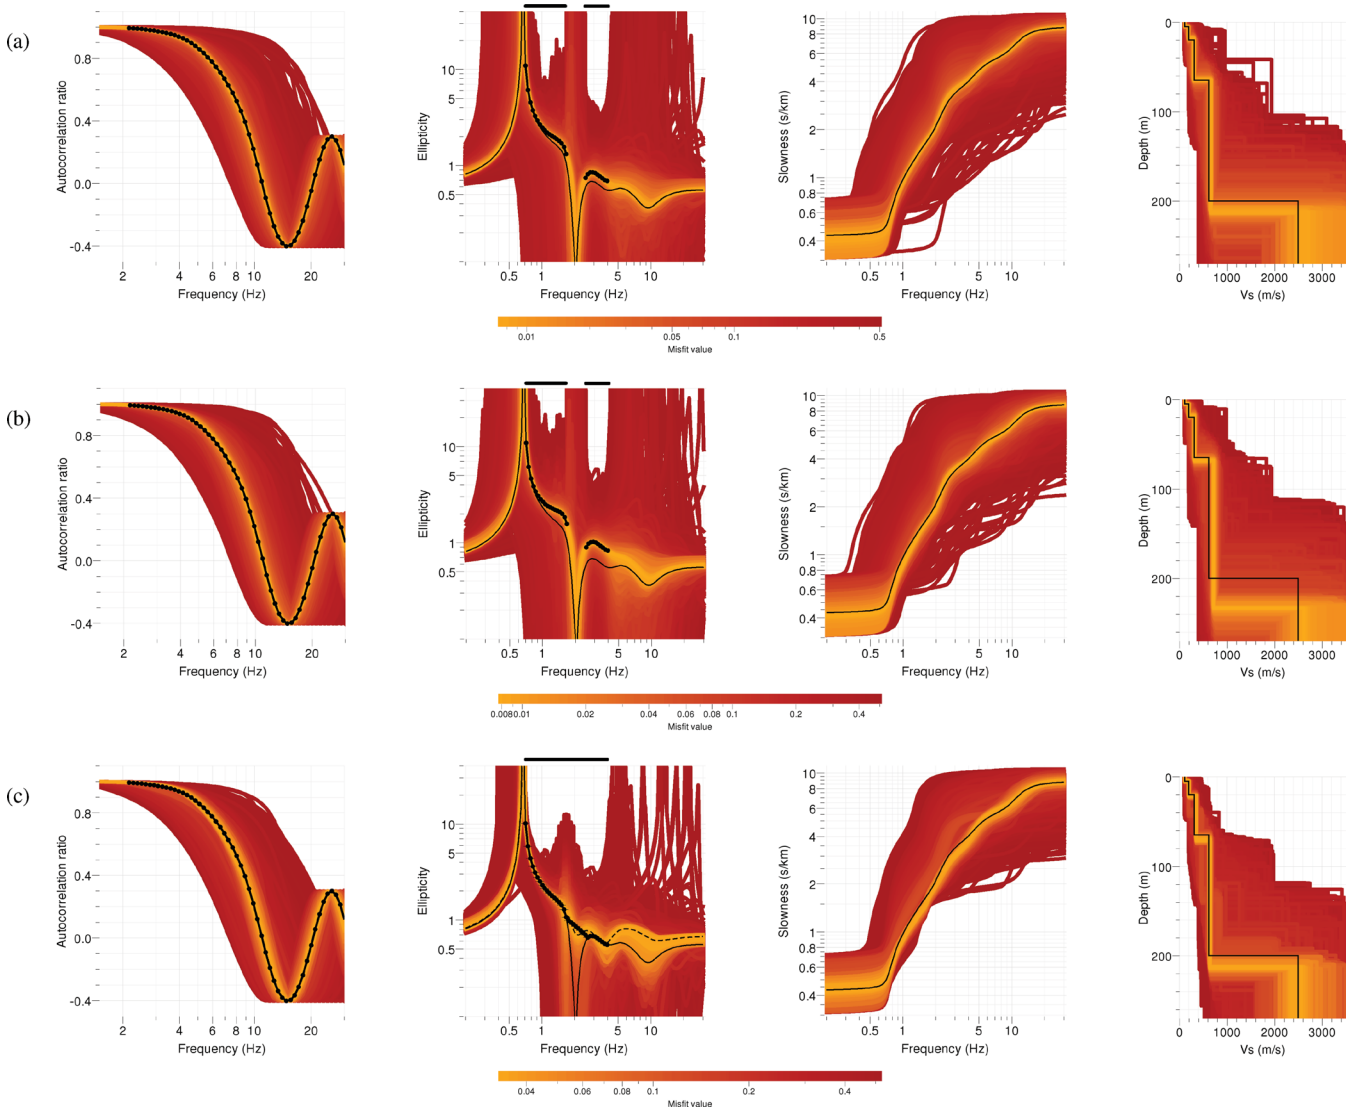 (a)
Autocorrelation ratio
0.8
0.4
0.0
-0.4
2 4 6 8 10 20
Frequency (Hz)
Ellipticity
10
5
1
0.5
0.5 1 5 10
Frequency (Hz)
Slowness (s/km)
10
8
6
4
2
1
0.8
0.6
0.4
0.5 1 5 10
Frequency (Hz)
Depth (m)
0
100
200
0 1000 2000 3000
Vs (m/s)
0.01 0.05 0.1 0.5
Misfit value
(b)
Autocorrelation ratio
0.8
0.4
0.0
-0.4
2 4 6 8 10 20
Frequency (Hz)
Ellipticity
10
5
1
0.5
0.5 1 5 10
Frequency (Hz)
Slowness (s/km)
10
8
6
4
2
1
0.8
0.6
0.4
0.5 1 5 10
Frequency (Hz)
Depth (m)
0
100
200
0 1000 2000 3000
Vs (m/s)
0.008 0.01 0.02 0.04 0.06 0.08 0.1 0.2 0.4
Misfit value
(c)
Autocorrelation ratio
0.8
0.4
0.0
-0.4
2 4 6 8 10 20
Frequency (Hz)
Ellipticity
10
5
1
0.5
0.5 1 5 10
Frequency (Hz)
Slowness (s/km)
10
8
6
4
2
1
0.8
0.6
0.4
0.5 1 5 10
Frequency (Hz)
Depth (m)
0
100
200
0 1000 2000 3000
Vs (m/s)
0.04 0.06 0.08 0.1 0.2 0.4
Misfit value